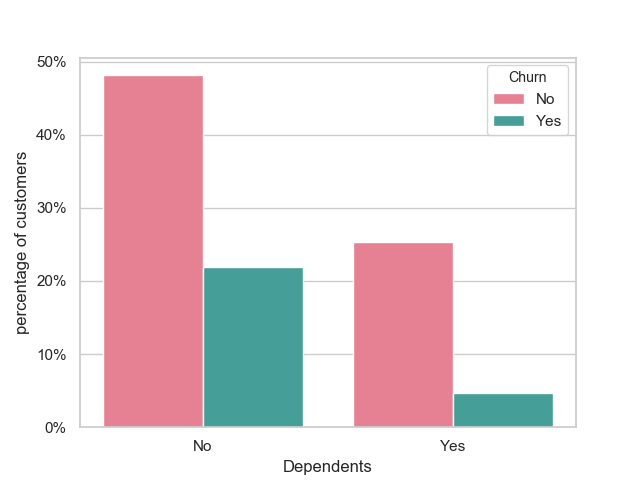 50%
40%
30%
20%
10%
0%
percentage of customers
Churn
No
Yes
No Yes
Dependents